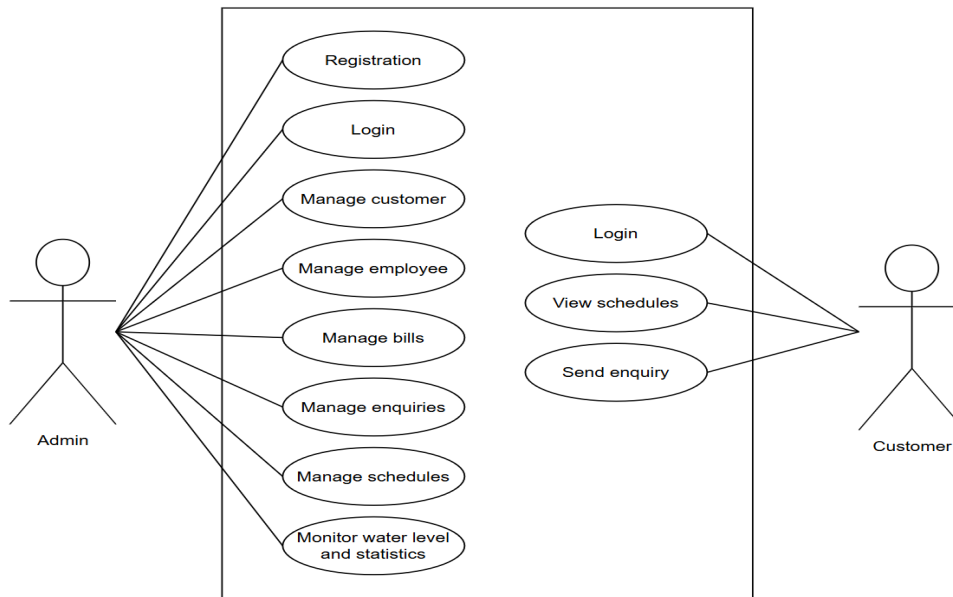 Registration
Login
Manage customer
Manage employee
Manage bills
Manage enquiries
Manage schedules
Monitor water level
and statistics
Admin
Login
View schedules
Send enquiry
Customer